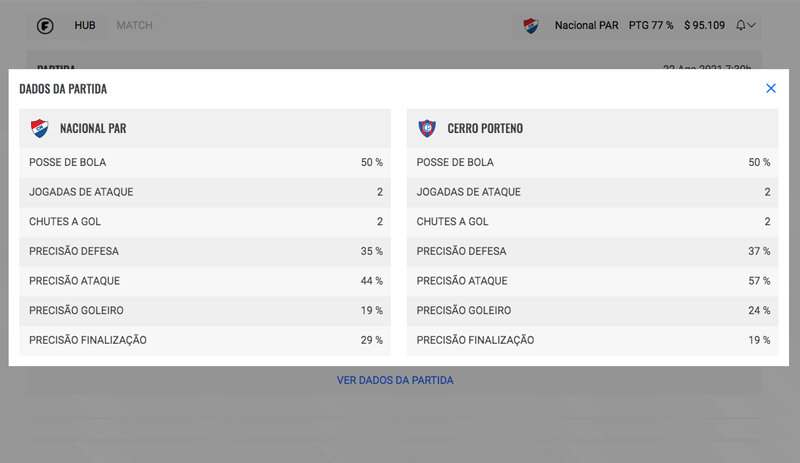 HUB
MATCH
Nacional PAR
PTG 77 %
$ 95.109
PARTIDA
22 Ago 2021 7:30h
DADOS DA PARTIDA
NACIONAL PAR
POSSE DE BOLA 50 %
JOGADAS DE ATAQUE 2
CHUTES A GOL 2
PRECISÃO DEFESA 35 %
PRECISÃO ATAQUE 44 %
PRECISÃO GOLEIRO 19 %
PRECISÃO FINALIZAÇÃO 29 %
CERRO PORTENO
POSSE DE BOLA 50 %
JOGADAS DE ATAQUE 2
CHUTES A GOL 2
PRECISÃO DEFESA 37 %
PRECISÃO ATAQUE 57 %
PRECISÃO GOLEIRO 24 %
PRECISÃO FINALIZAÇÃO 19 %
VER DADOS DA PARTIDA